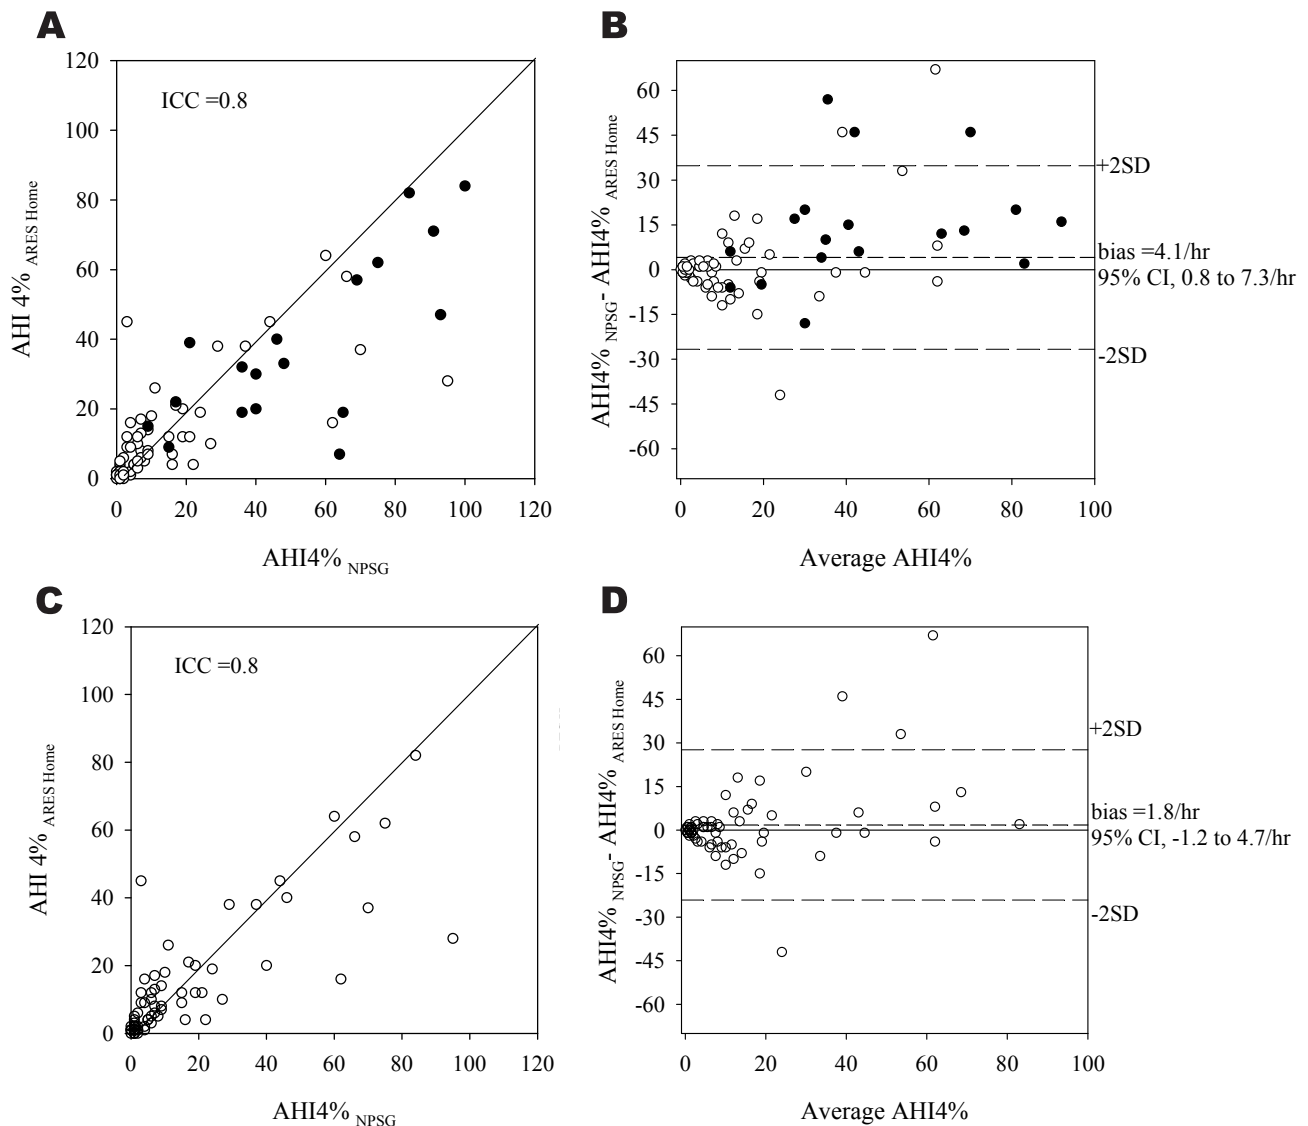 A
120
100
80
60
40
20
0
0 20 40 60 80 100 120
ICC =0.8
AHI 4% ARES Home
AHI4% NPSG
B
60
45
30
15
0
-15
-30
-45
-60
0 20 40 60 80 100
+2SD
bias =4.1/hr
95% CI, 0.8 to 7.3/hr
-2SD
AHI4% NPSG- AHI4% ARES Home
Average AHI4%
C
120
100
80
60
40
20
0
0 20 40 60 80 100 120
ICC =0.8
AHI 4% ARES Home
AHI4% NPSG
D
60
45
30
15
0
-15
-30
-45
-60
0 20 40 60 80 100
+2SD
bias =1.8/hr
95% CI, -1.2 to 4.7/hr
-2SD
AHI4% NPSG- AHI4% ARES Home
Average AHI4%